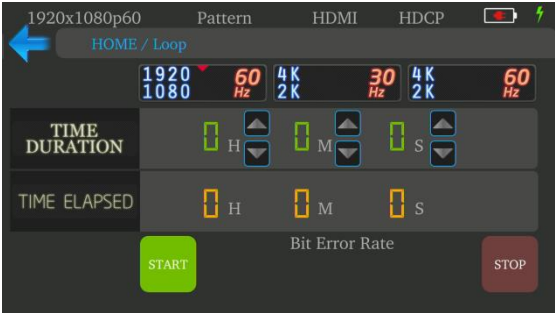 1920x1080p60 Pattern HDMI HDCP
HOME / Loop
1920 1080 60 Hz 4K 2K 30 Hz 4K 2K 60 Hz
TIME DURATION 0 H 0 M 0 S
TIME ELAPSED 0 H 0 M 0 S
Bit Error Rate
START STOP